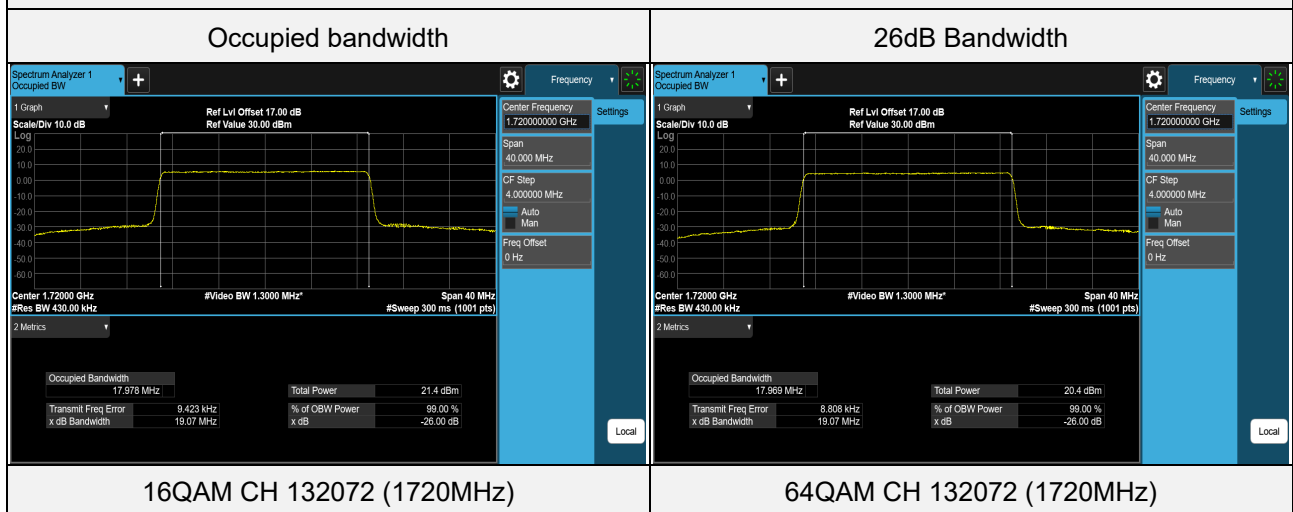 Occupied bandwidth
26dB Bandwidth
Spectrum Analyzer 1
Occupied BW
+
Frequency
1 Graph
Scale/Div 10.0 dB
Ref Lvl Offset 17.00 dB
Ref Value 30.00 dBm
Log
20.0
10.0
0.00
-10.0
-20.0
-30.0
-40.0
-50.0
-60.0
Center 1.72000 GHz
#Res BW 430.00 kHz
#Video BW 1.3000 MHz*
Span 40 MHz
#Sweep 300 ms (1001 pts)
Center Frequency
1.720000000 GHz
Span
40.000 MHz
CF Step
4.000000 MHz
Auto
Man
Freq Offset
0 Hz
Settings
Local
2 Metrics
Occupied Bandwidth
17.978 MHz
Transmit Freq Error 9.423 kHz
x dB Bandwidth 19.07 MHz
Total Power 21.4 dBm
% of OBW Power 99.00 %
x dB -26.00 dB
Spectrum Analyzer 1
Occupied BW
+
Frequency
1 Graph
Scale/Div 10.0 dB
Ref Lvl Offset 17.00 dB
Ref Value 30.00 dBm
Log
20.0
10.0
0.00
-10.0
-20.0
-30.0
-40.0
-50.0
-60.0
Center 1.72000 GHz
#Res BW 430.00 kHz
#Video BW 1.3000 MHz*
Span 40 MHz
#Sweep 300 ms (1001 pts)
Center Frequency
1.720000000 GHz
Span
40.000 MHz
CF Step
4.000000 MHz
Auto
Man
Freq Offset
0 Hz
Settings
Local
2 Metrics
Occupied Bandwidth
17.969 MHz
Transmit Freq Error 8.808 kHz
x dB Bandwidth 19.07 MHz
Total Power 20.4 dBm
% of OBW Power 99.00 %
x dB -26.00 dB
16QAM CH 132072 (1720MHz)
64QAM CH 132072 (1720MHz)